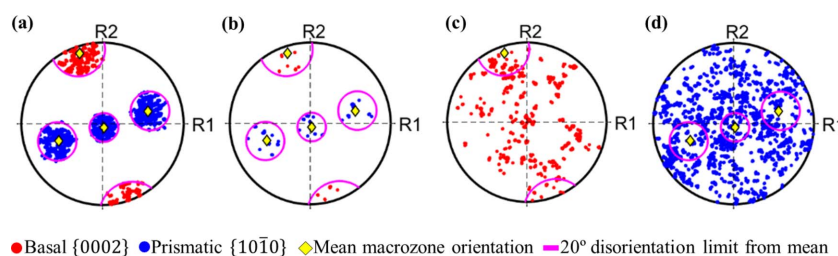 (a) R2 (b) R2 (c) R2 (d) R2
R1 R1 R1 R1
Basal {0002} Prismatic {101̄0} Mean macrozone orientation 20º disorientation limit from mean